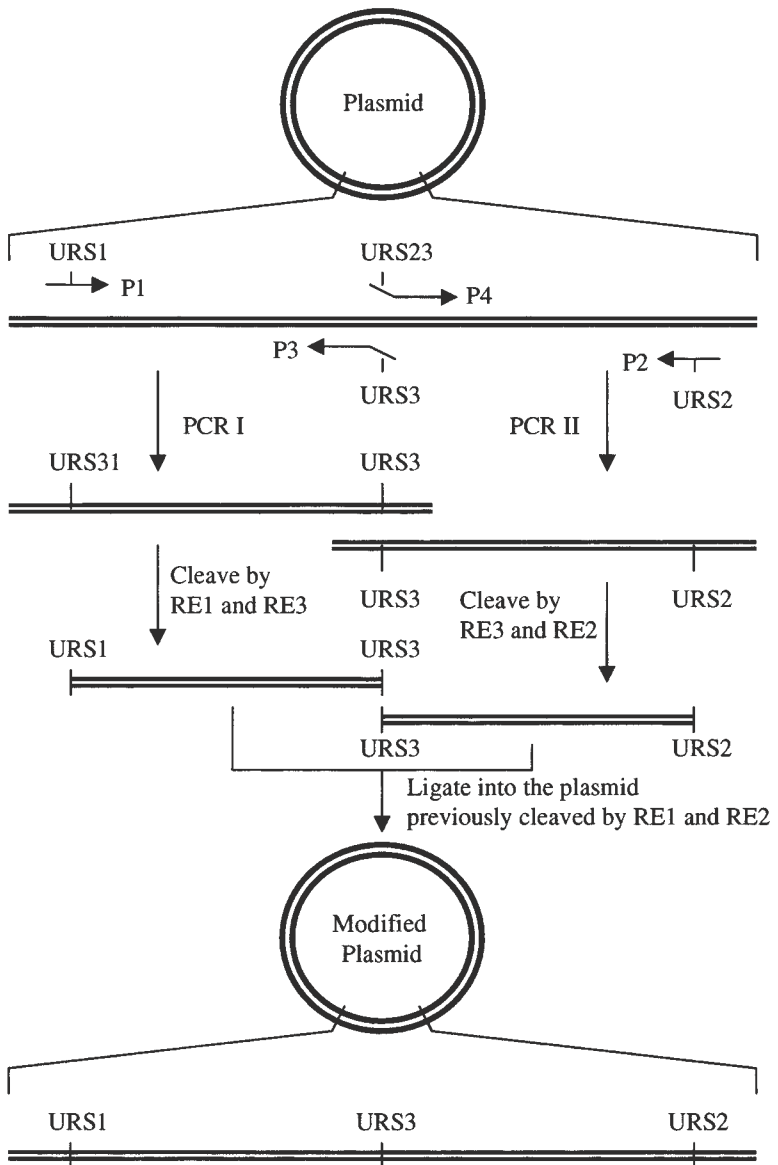 Plasmid
URS1
URS23
P1
P4
P3
P2
URS3
URS2
PCR I
PCR II
URS31
URS3
Cleave by
RE1 and RE3
URS3
URS2
Cleave by
RE3 and RE2
URS1
URS3
URS3
URS2
Ligate into the plasmid
previously cleaved by RE1 and RE2
Modified
Plasmid
URS1
URS3
URS2